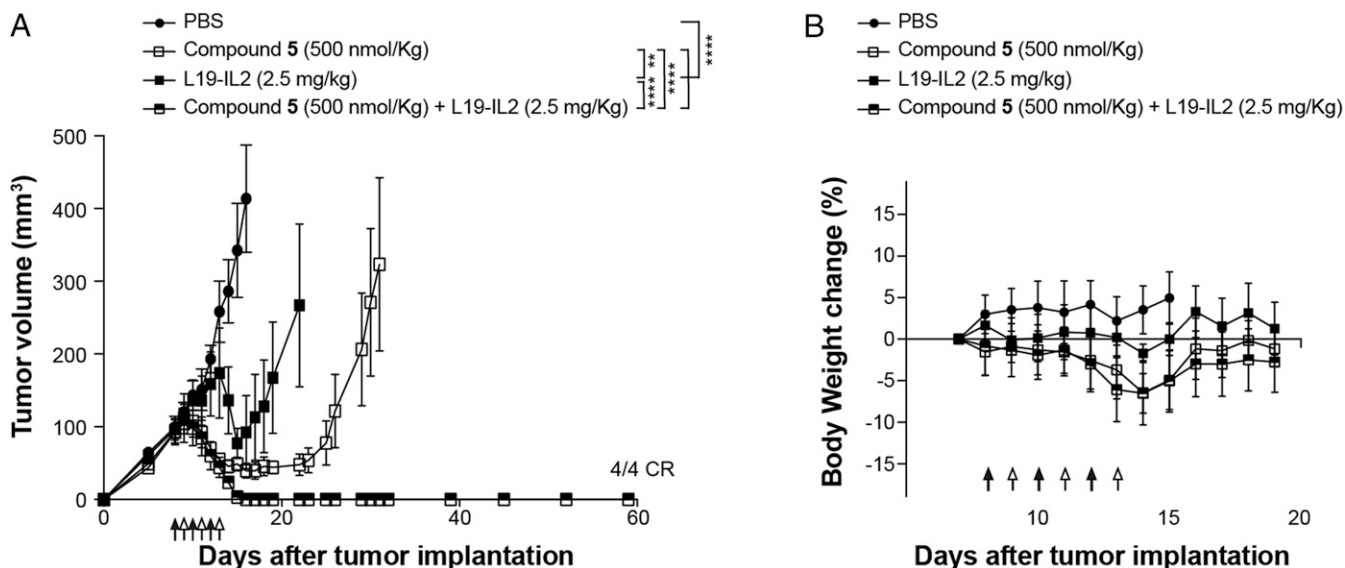 A
PBS
Compound 5 (500 nmol/Kg)
L19-IL2 (2.5 mg/kg)
Compound 5 (500 nmol/Kg) + L19-IL2 (2.5 mg/Kg)
****
**
****
****
Tumor volume (mm³)
500
400
300
200
100
0
4/4 CR
0
20
40
60
Days after tumor implantation
B
PBS
Compound 5 (500 nmol/Kg)
L19-IL2 (2.5 mg/kg)
Compound 5 (500 nmol/Kg) + L19-IL2 (2.5 mg/Kg)
Body Weight change (%)
15
10
5
0
-5
-10
-15
10
15
20
Days after tumor implantation